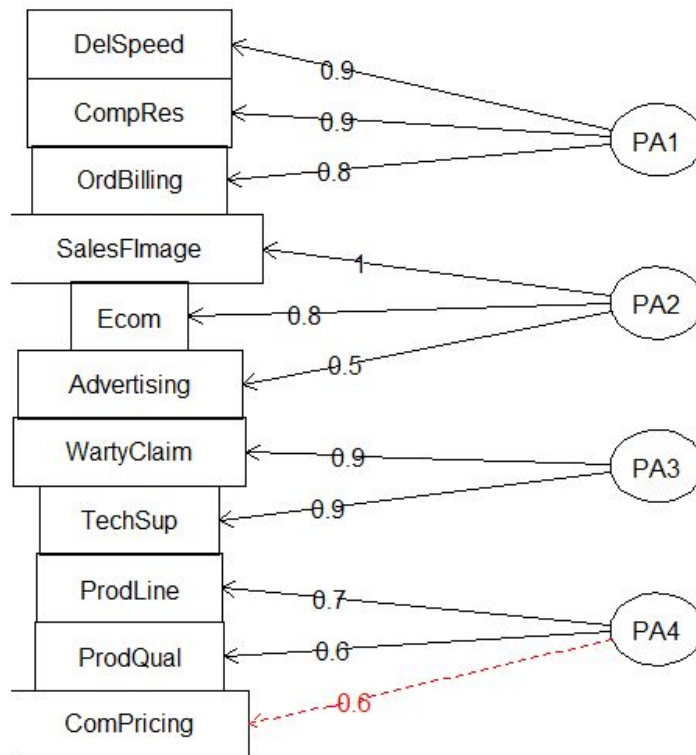 DelSpeed
CompRes
OrdBilling
SalesFImage
Ecom
Advertising
WartyClaim
TechSup
ProdLine
ProdQual
ComPricing
0.9
0.9
0.8
1
0.8
0.5
0.9
0.9
0.7
0.6
-0.6
PA1
PA2
PA3
PA4